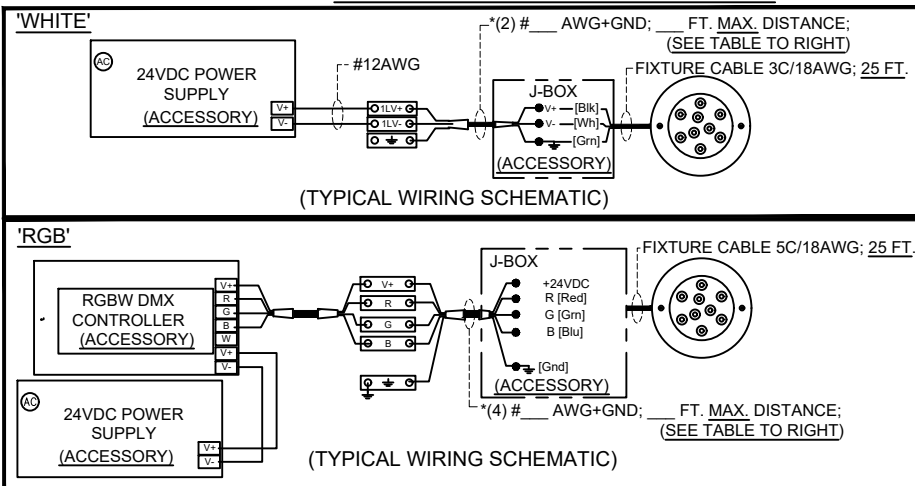 'WHITE'
AC
24VDC POWER
SUPPLY
(ACCESSORY)
V+
V-
#12AWG
1LV+
1LV-
*(2) #___ AWG+GND; ___ FT. MAX. DISTANCE;
(SEE TABLE TO RIGHT)
FIXTURE CABLE 3C/18AWG; 25 FT.
J-BOX
V+ [Blk]
V- [Wh]
[Grn]
(ACCESSORY)
(TYPICAL WIRING SCHEMATIC)
'RGB'
RGBW DMX
CONTROLLER
(ACCESSORY)
V+
R
G
B
W
V+
V-
AC
24VDC POWER
SUPPLY
(ACCESSORY)
V+
V-
V+
R
G
B
J-BOX
+24VDC
R [Red]
G [Grn]
B [Blu]
[Gnd]
(ACCESSORY)
FIXTURE CABLE 5C/18AWG; 25 FT.
*(4) #___ AWG+GND; ___ FT. MAX. DISTANCE;
(SEE TABLE TO RIGHT)
(TYPICAL WIRING SCHEMATIC)